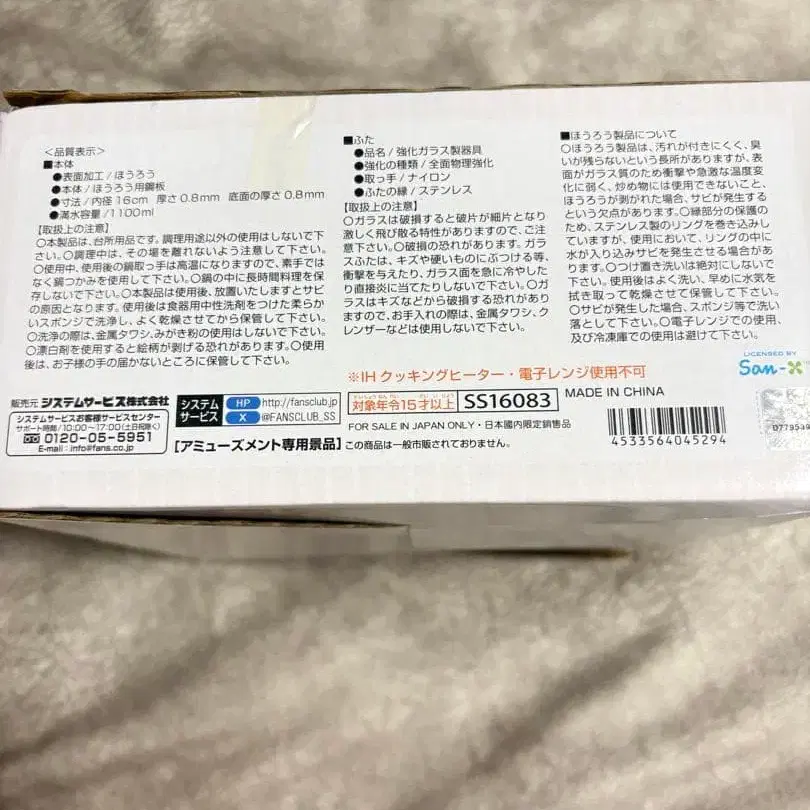 ＜品質表示＞
■本体
●表面加工/ほうろう
●本体/ほうろう用鋼板
●寸法/内径16cm 厚さ0.8mm 底面の厚さ0.8mm
●満水容量/1100ml
【取扱上の注意】
○本製品は、台所用品です。調理用途以外の使用はしないで下
さい。○調理中は、その場を離れないよう注意して下さい。
○使用中、使用後の鍋取っ手は高温になりますので、素手では
なく鍋つかみを使用して下さい。○鍋の中に長時間料理を保
存しないで下さい。○本製品は使用後、放置いたしますとサビ
の原因となります。使用後は食器用中性洗剤をつけた柔らか
いスポンジで洗浄し、よく乾燥させてから保管して下さい。
○洗浄の際は、金属タワシ、みがき粉の使用はしないで下さい。
○漂白剤を使用すると絵柄が剥げる恐れがあります。○使用
後は、お子様の手の届かないところに保管して下さい。
■ふた
●品名/強化ガラス製器具
●強化の種類/全面物理強化
●取っ手/ナイロン
●ふたの縁/ステンレス
【取扱上の注意】
○ガラスは破損すると破片が細片となり
激しく飛び散る特性がありますので、ご注
意下さい。○破損の恐れがあります。ガラ
スふたは、キズや硬いものにぶつける等、
衝撃を与えたり、ガラス面を急に冷やした
り直接炎に当てたりしないで下さい。○ガ
ラスはキズなどから破損する恐れがあり
ますので、お手入れの際は、金属タワシ、ク
レンザーなどは使用しないで下さい。
■ほうろう製品について
○ほうろう製品は、汚れが付きにくく、臭
いが残らないという長所がありますが、表
面がガラス質のため衝撃や急激な温度変
化に弱く、炒め物には使用できないこと、
ほうろうが剥がれた場合、サビが発生する
という欠点があります。○縁部分の保護の
ため、ステンレス製のリングを巻き込んで
いますが、使用において、リングの中に
水が入り込みサビを発生させる場合があ
ります。○つけ置き洗いは絶対にしないで
下さい。使用後はよく洗い、早めに水気を
拭き取って乾燥させて保管して下さい。
○サビが発生した場合、スポンジ等で洗い
落として下さい。○電子レンジでの使用、
及び冷凍庫での使用は避けて下さい。
LICENSED BY
San-X
※IHクッキングヒーター・電子レンジ使用不可
販売元 システムサービス株式会社
システムサービスお客様サービスセンター
サポート時間/10:00～17:00(土日祝除く)
0120-05-5951
E-mail:info@fans.co.jp
システム
サービス
HP http://fansclub.jp
X @FANSCLUB_SS
対象年令15才以上
SS16083
MADE IN CHINA
FOR SALE IN JAPAN ONLY・日本國内限定銷售品
【アミューズメント専用景品】この商品は一般市販されておりません。
4533564045294